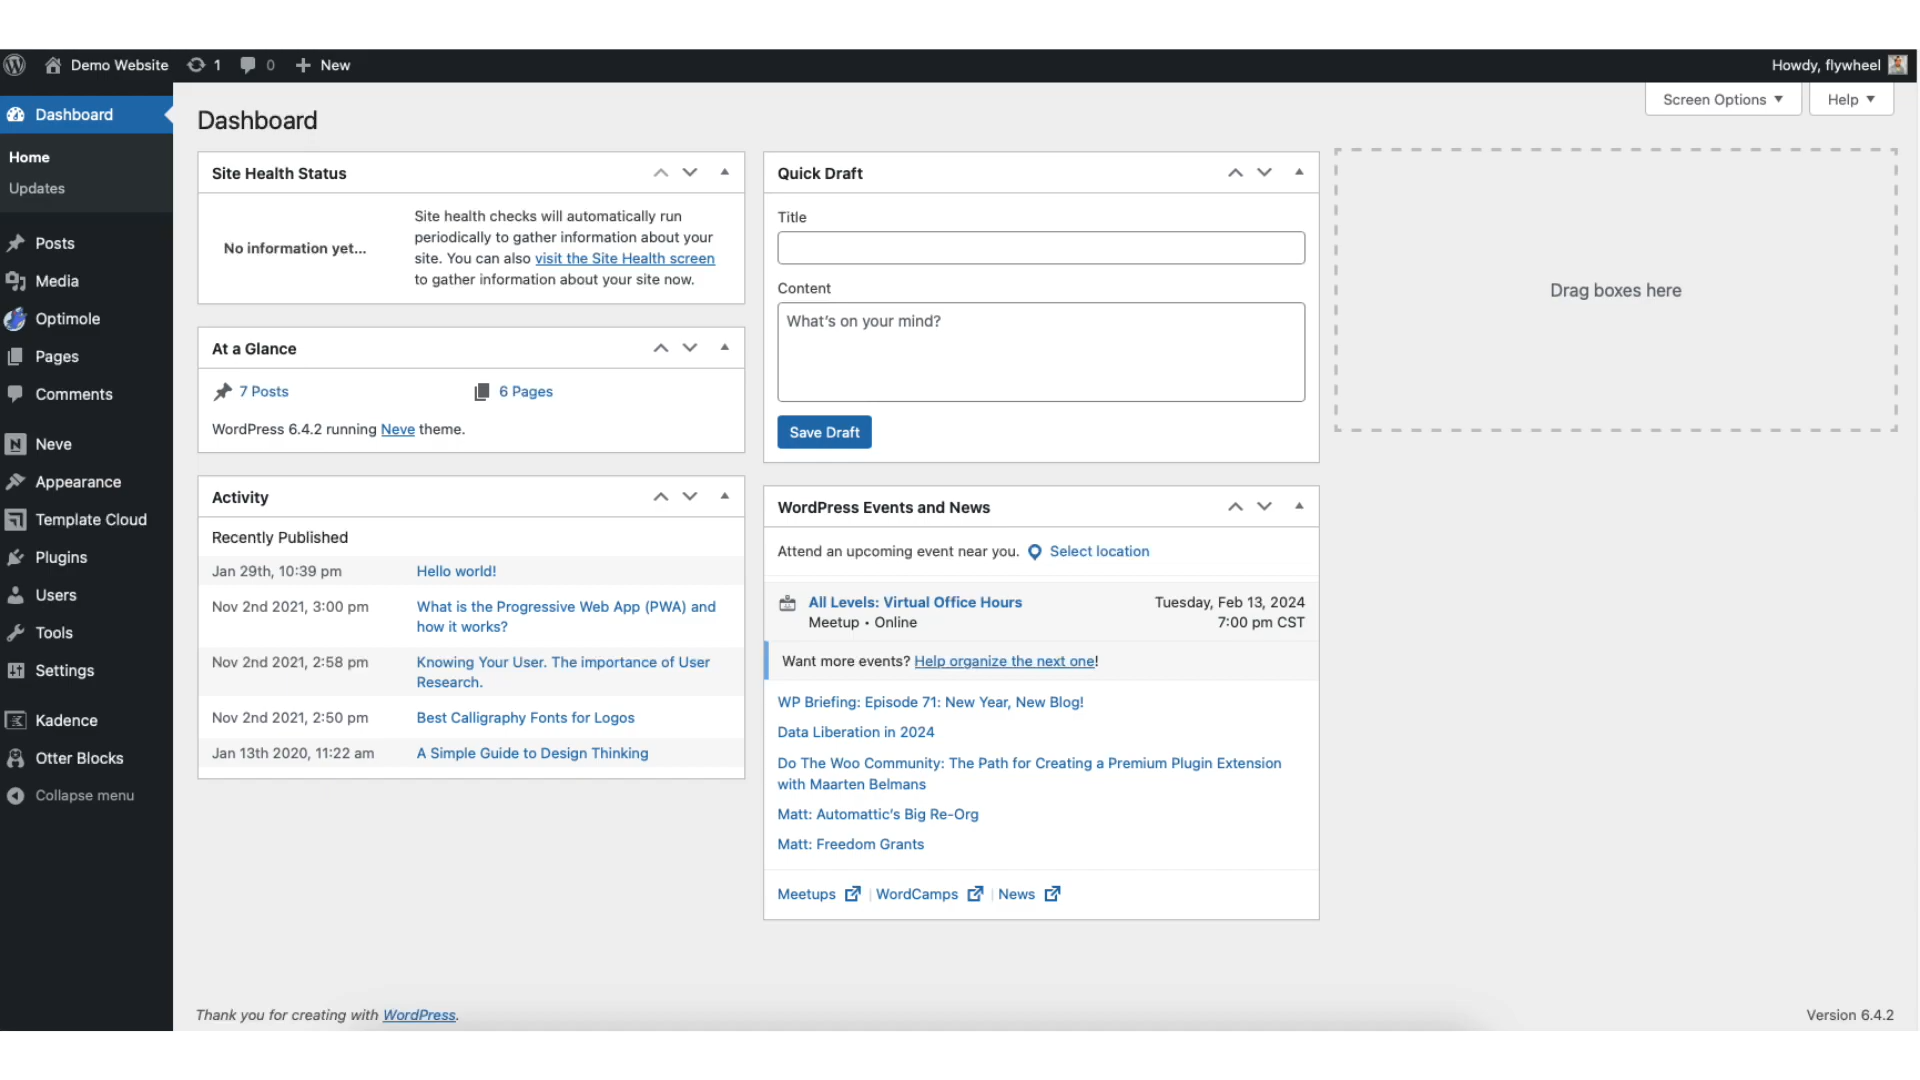 Demo Website 1 0 New
Howdy, flywheel
Dashboard
Home
Updates
Posts
Media
Optimole
Pages
Comments
Neve
Appearance
Template Cloud
Plugins
Users
Tools
Settings
Kadence
Otter Blocks
Collapse menu
Screen Options
Help
Dashboard
Site Health Status
No information yet...
Site health checks will automatically run
periodically to gather information about your
site. You can also visit the Site Health screen
to gather information about your site now.
At a Glance
7 Posts
6 Pages
WordPress 6.4.2 running Neve theme.
Activity
Recently Published
Jan 29th, 10:39 pm
Hello world!
Nov 2nd 2021, 3:00 pm
What is the Progressive Web App (PWA) and
how it works?
Nov 2nd 2021, 2:58 pm
Knowing Your User. The importance of User
Research.
Nov 2nd 2021, 2:50 pm
Best Calligraphy Fonts for Logos
Jan 13th 2020, 11:22 am
A Simple Guide to Design Thinking
Quick Draft
Title
Content
What's on your mind?
Save Draft
WordPress Events and News
Attend an upcoming event near you. Select location
All Levels: Virtual Office Hours
Meetup • Online
Tuesday, Feb 13, 2024
7:00 pm CST
Want more events? Help organize the next one!
WP Briefing: Episode 71: New Year, New Blog!
Data Liberation in 2024
Do The Woo Community: The Path for Creating a Premium Plugin Extension
with Maarten Belmans
Matt: Automattic's Big Re-Org
Matt: Freedom Grants
Meetups | WordCamps | News
Drag boxes here
Thank you for creating with WordPress.
Version 6.4.2